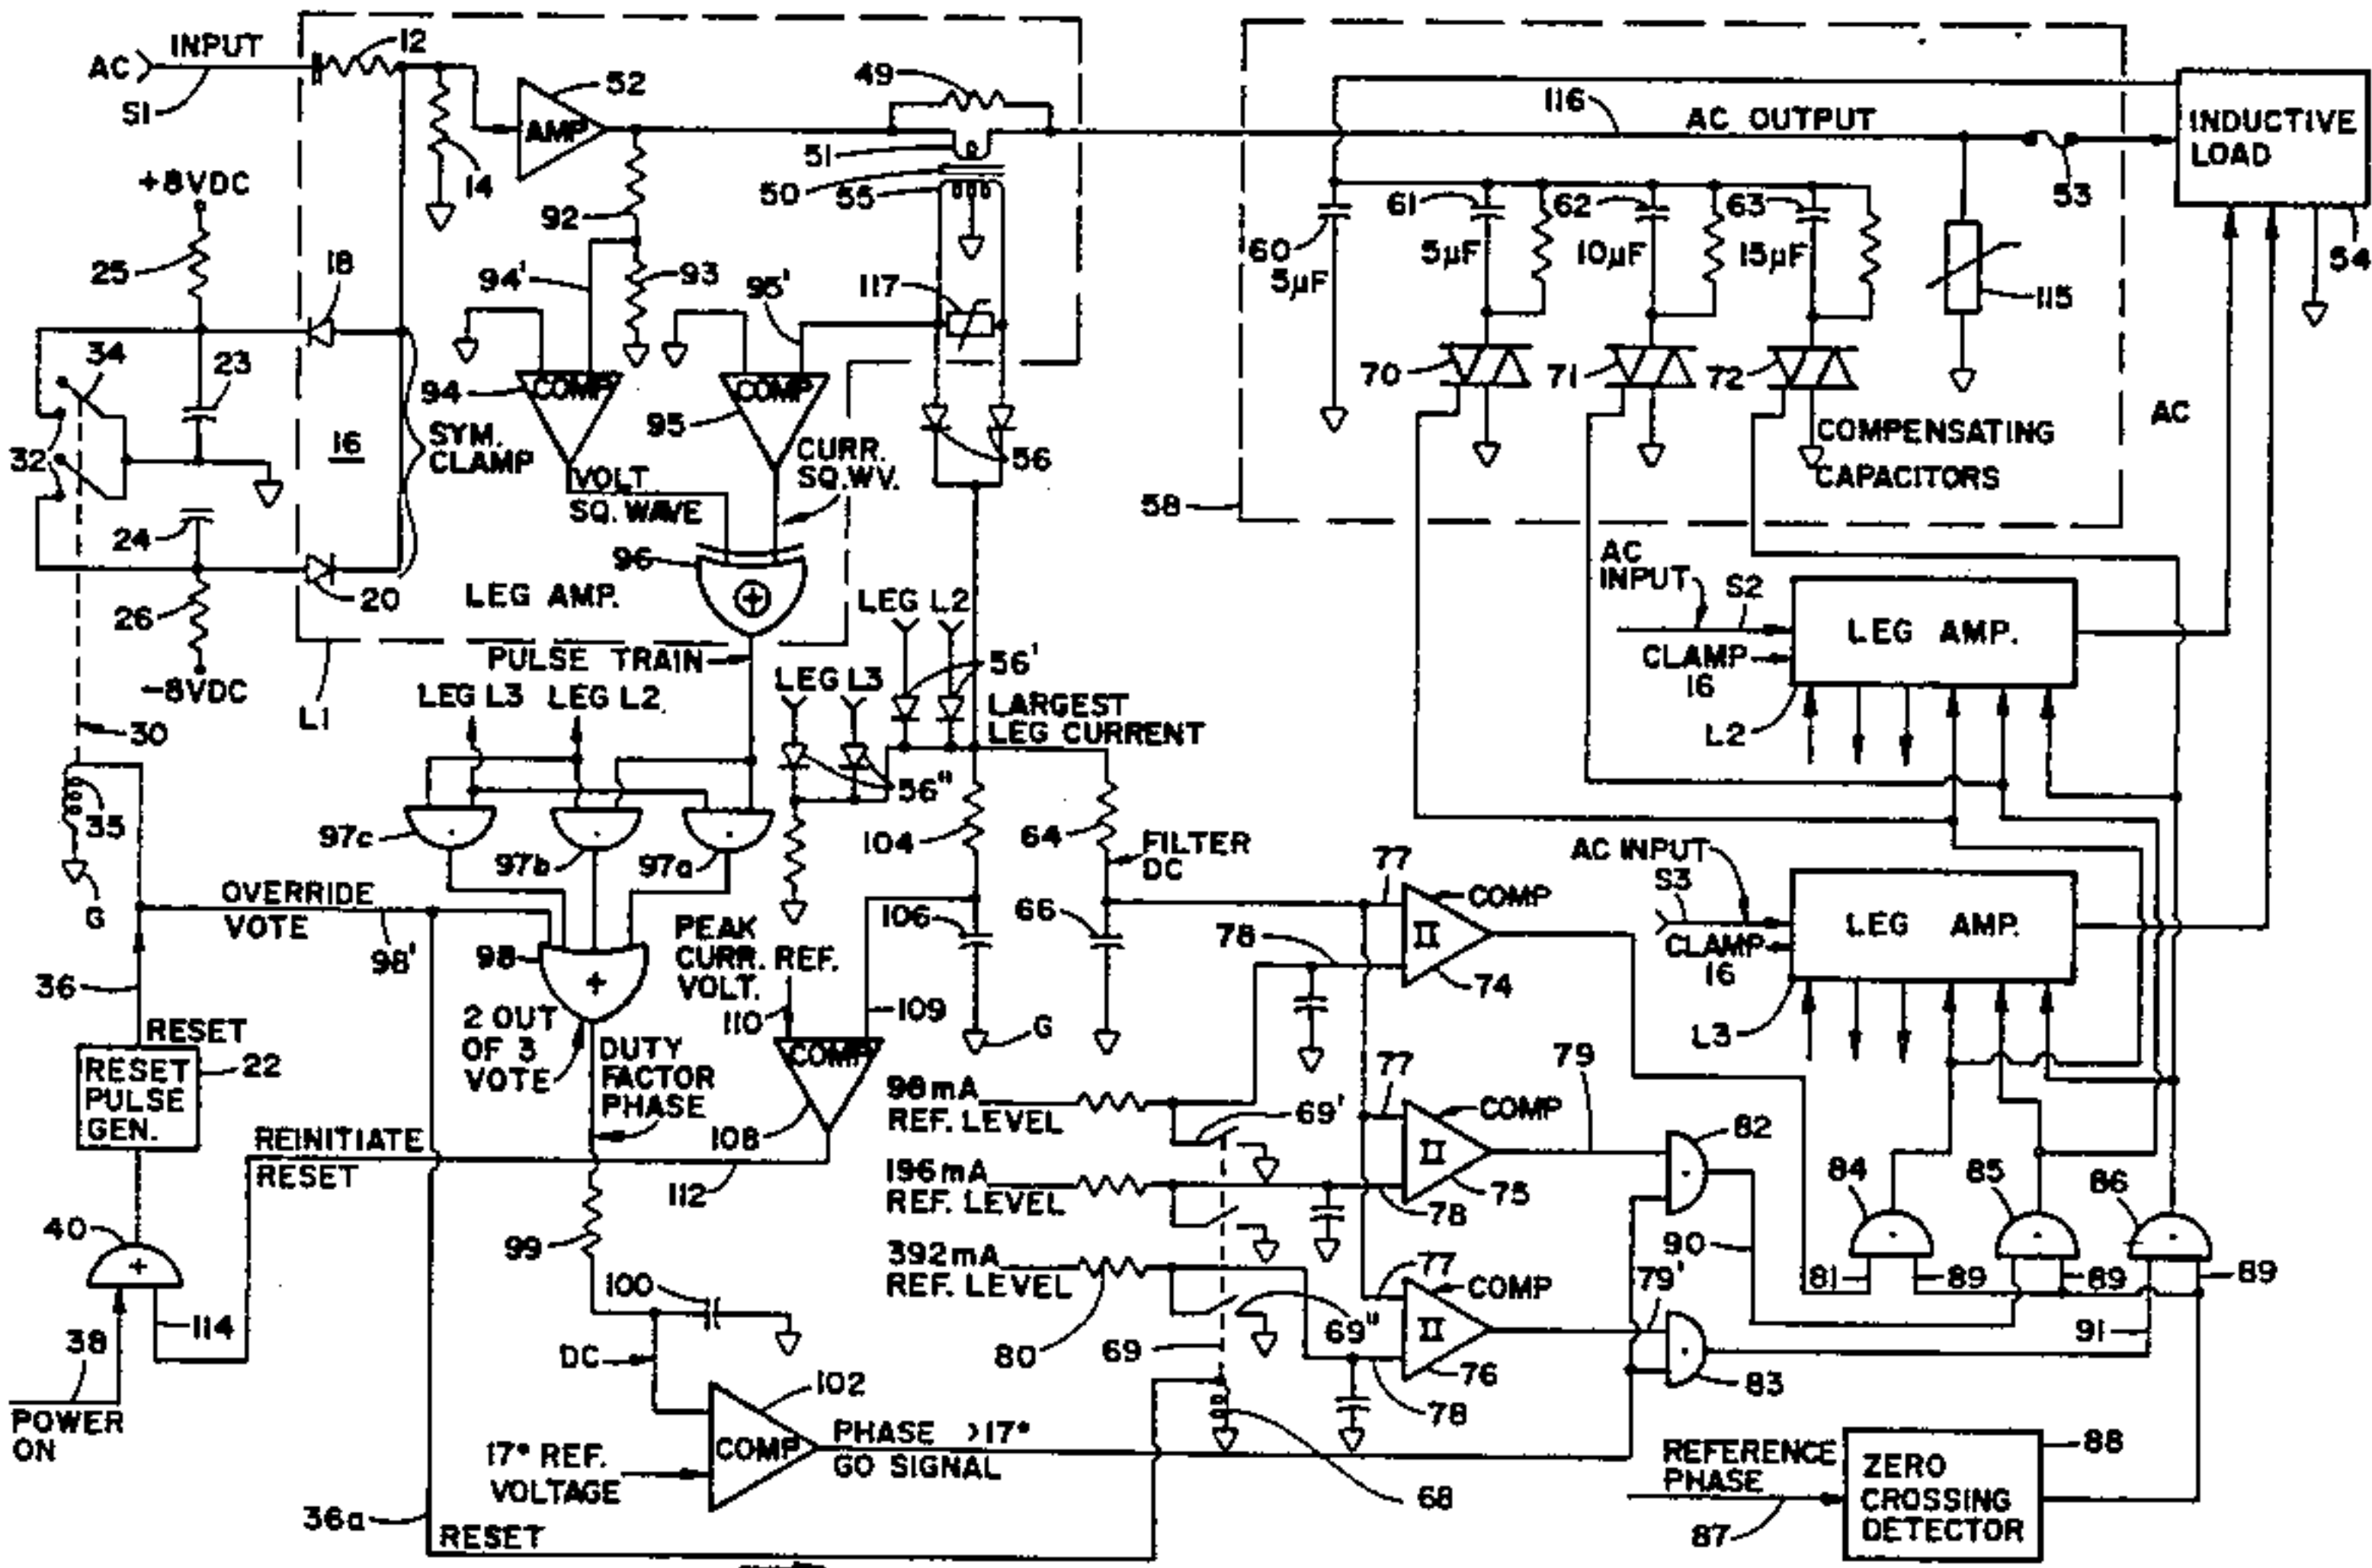 AC
INPUT
S1
12
14
52
AMP
49
51
50
55
116
AC OUTPUT
53
INDUCTIVE
LOAD
54
+8VDC
25
18
34
23
32
16
SYM.
CLAMP
24
26
20
-8VDC
30
L1
92
93
94'
95'
117
94
COMP
95
COMP
VOLT
SQ. WAVE
CURR.
SQ. WV.
56
96
LEG AMP.
60
5µF
61
5µF
62
10µF
63
15µF
70
71
72
115
COMPENSATING
CAPACITORS
58
AC
AC
INPUT
S2
LEG AMP.
CLAMP
16
L2
PULSE TRAIN
LEG L3
LEG L2
LEG L2
56'
LEG L3
56"
LARGEST
LEG CURRENT
35
G
97c
97b
97a
104
64
FILTER
DC
OVERRIDE
VOTE
98'
98
PEAK
CURR. REF.
VOLT.
110
106
109
66
G
36
RESET
RESET
PULSE
GEN.
22
2 OUT
OF 3
VOTE
DUTY
FACTOR
PHASE
COMP
108
REINITIATE
RESET
112
40
114
38
POWER
ON
99
100
DC
102
COMP
17° REF.
VOLTAGE
PHASE >17°
GO SIGNAL
36a
RESET
77
COMP
II
74
78
98mA
REF. LEVEL
69'
196mA
REF. LEVEL
392mA
REF. LEVEL
80
69
69"
68
77
COMP
II
75
78
79
77
COMP
II
76
78
79'
82
83
AC INPUT
S3
LEG AMP.
CLAMP
16
L3
84
85
86
90
81
89
89
89
91
REFERENCE
PHASE
87
88
ZERO
CROSSING
DETECTOR